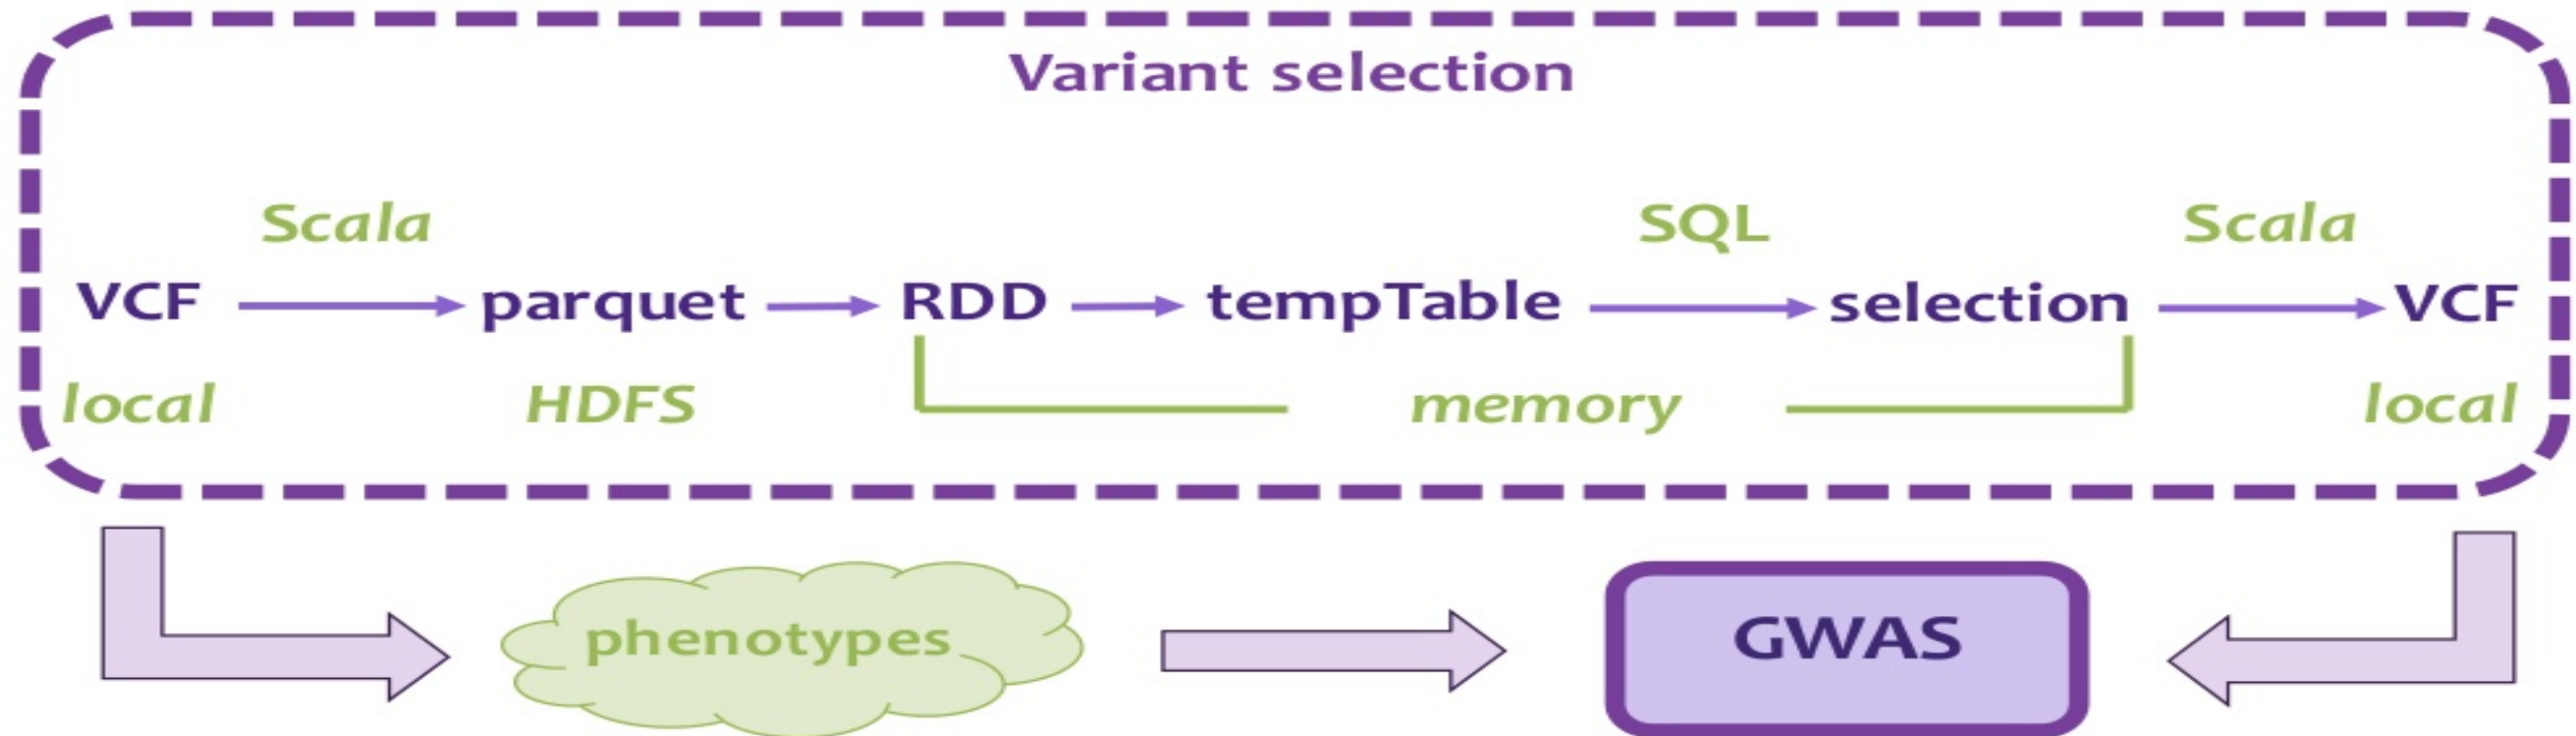 Variant selection
Scala SQL Scala
VCF parquet RDD tempTable selection VCF
local HDFS memory local
phenotypes GWAS